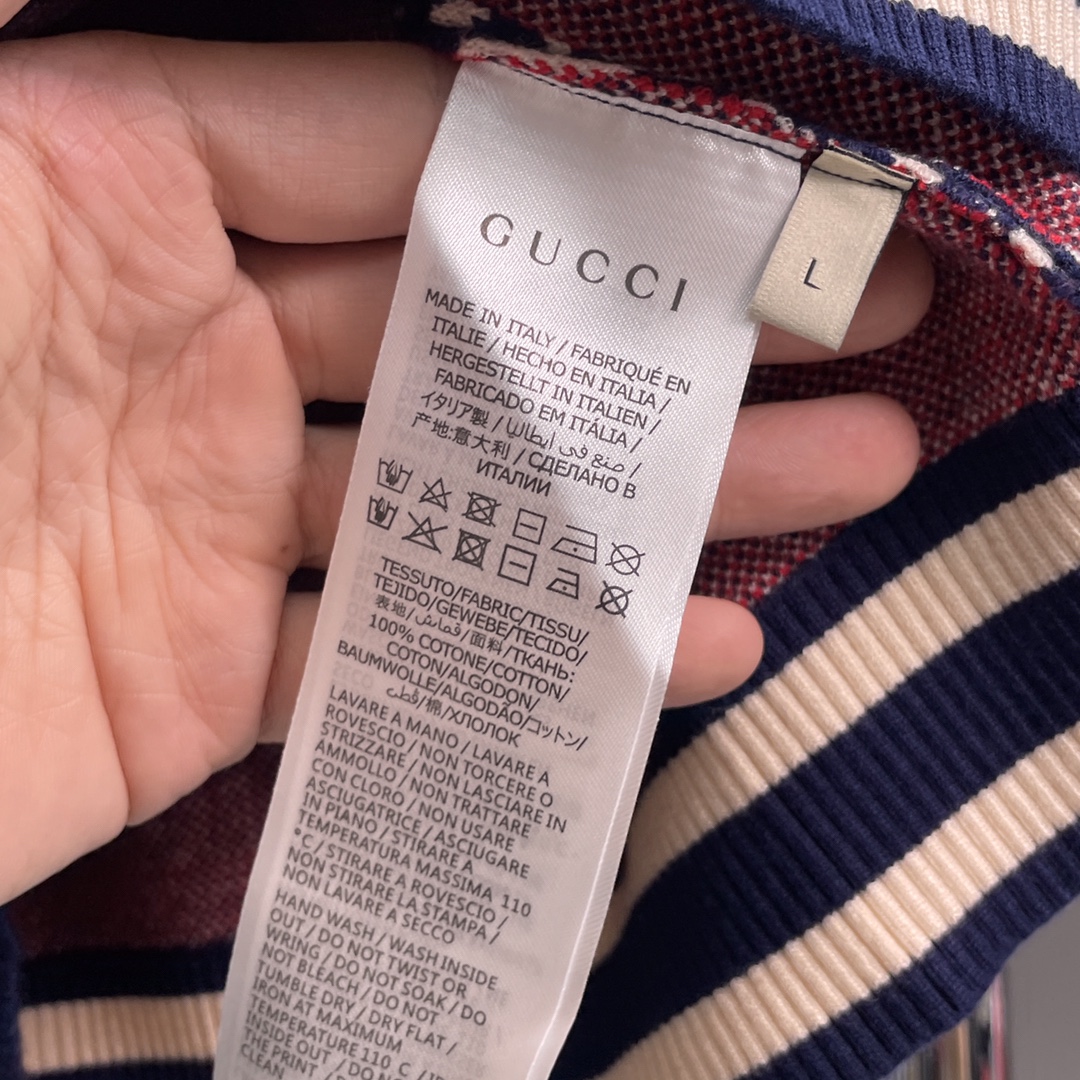 GUCCI
L
MADE IN ITALY / FABRIQUÉ EN
ITALIE / HECHO EN ITALIA /
HERGESTELLT IN ITALIEN /
FABRICADO EM ITÁLIA /
イタリア製 / صنع في ايطاليا /
产地:意大利 / СДЕЛАНО В
ИТАЛИИ
TESSUTO/FABRIC/TISSU/
TEJIDO/GEWEBE/TECIDO/
表地/قماش/面料/ТКАНЬ:
100% COTONE/COTTON/
COTON/ALGODON/
BAUMWOLLE/ALGODÃO/コットン/
قطن/棉/ХЛОПОК
LAVARE A MANO / LAVARE A
ROVESCIO / NON TORCERE O
STRIZZARE / NON LASCIARE IN
AMMOLLO / NON TRATTARE
CON CLORO / NON USARE
ASCIUGATRICE / ASCIUGARE
IN PIANO / STIRARE A
TEMPERATURA MASSIMA 110
°C / STIRARE A ROVESCIO /
NON STIRARE LA STAMPA /
NON LAVARE A SECCO
HAND WASH / WASH INSIDE
OUT / DO NOT TWIST OR
WRING / DO NOT SOAK / DO
NOT BLEACH / DO NOT
TUMBLE DRY / DRY FLAT /
IRON AT MAXIMUM
TEMPERATURE 110 °C /
INSIDE OUT / DO NOT
THE PRINT /
CLEAN